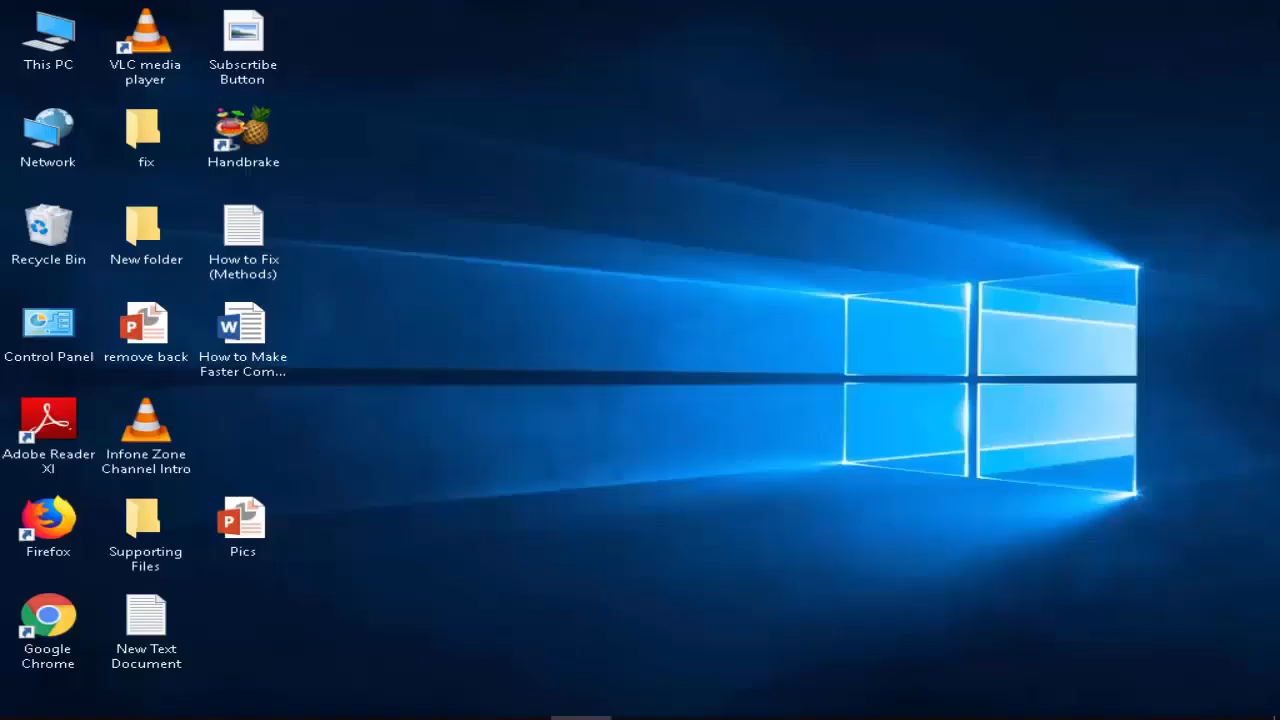 This PC
VLC media
player
Subscrtibe
Button
Network
fix
Handbrake
Recycle Bin
New folder
How to Fix
(Methods)
Control Panel
remove back
How to Make
Faster Com...
Adobe Reader
XI
Infone Zone
Channel Intro
Firefox
Supporting
Files
Pics
Google
Chrome
New Text
Document